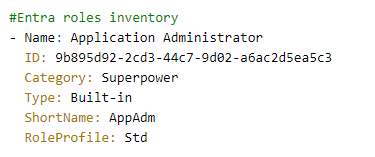 #Entra roles inventory
- Name: Application Administrator
  ID: 9b895d92-2cd3-44c7-9d02-a6ac2d5ea5c3
  Category: Superpower
  Type: Built-in
  ShortName: AppAdm
  RoleProfile: Std